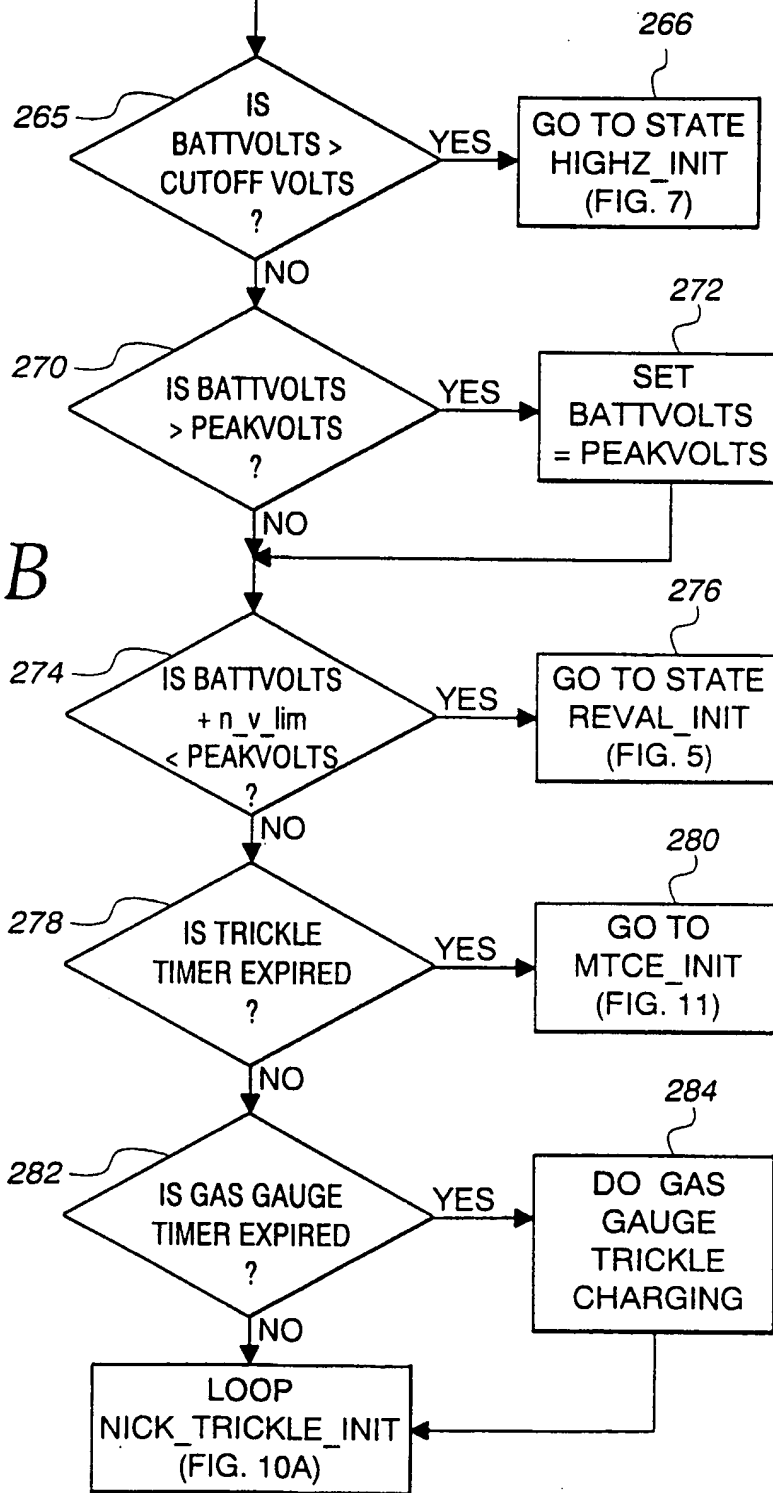 266
265
IS
BATTVOLTS >
CUTOFF VOLTS
?
YES
GO TO STATE
HIGHZ_INIT
(FIG. 7)
NO
272
270
IS BATTVOLTS
> PEAKVOLTS
?
YES
SET
BATTVOLTS
= PEAKVOLTS
NO
B
276
274
IS BATTVOLTS
+ n_v_lim
< PEAKVOLTS
?
YES
GO TO STATE
REVAL_INIT
(FIG. 5)
NO
280
278
IS TRICKLE
TIMER EXPIRED
?
YES
GO TO
MTCE_INIT
(FIG. 11)
NO
284
282
IS GAS GAUGE
TIMER EXPIRED
?
YES
DO GAS
GAUGE
TRICKLE
CHARGING
NO
LOOP
NICK_TRICKLE_INIT
(FIG. 10A)